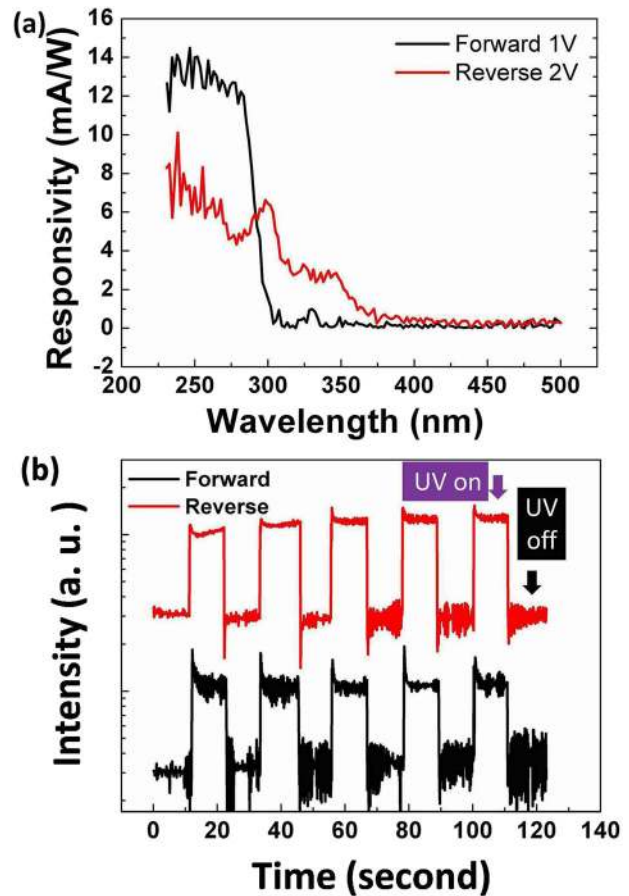 (a)
Responsivity (mA/W)
16
14
12
10
8
6
4
2
0
-2
Forward 1V
Reverse 2V
200 250 300 350 400 450 500
Wavelength (nm)
(b)
Intensity (a. u.)
Forward
Reverse
UV on
UV
off
0 20 40 60 80 100 120 140
Time (second)